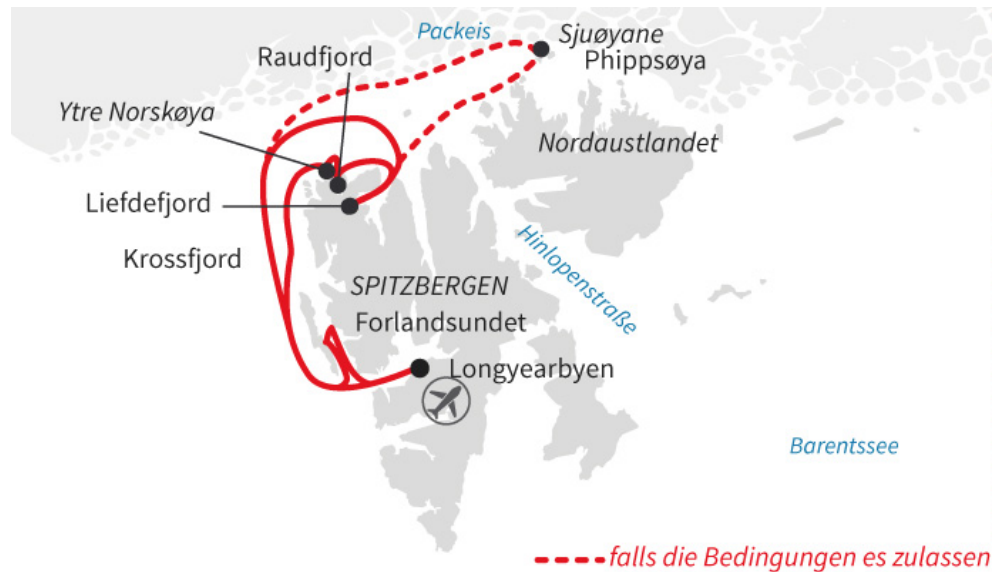 Packeis
Sjuøyane
Phippsøya
Raudfjord
Ytre Norskøya
Nordaustlandet
Liefdefjord
Krossfjord
Hinlopenstraße
SPITZBERGEN
Forlandsundet
Longyearbyen
Barentssee
falls die Bedingungen es zulassen